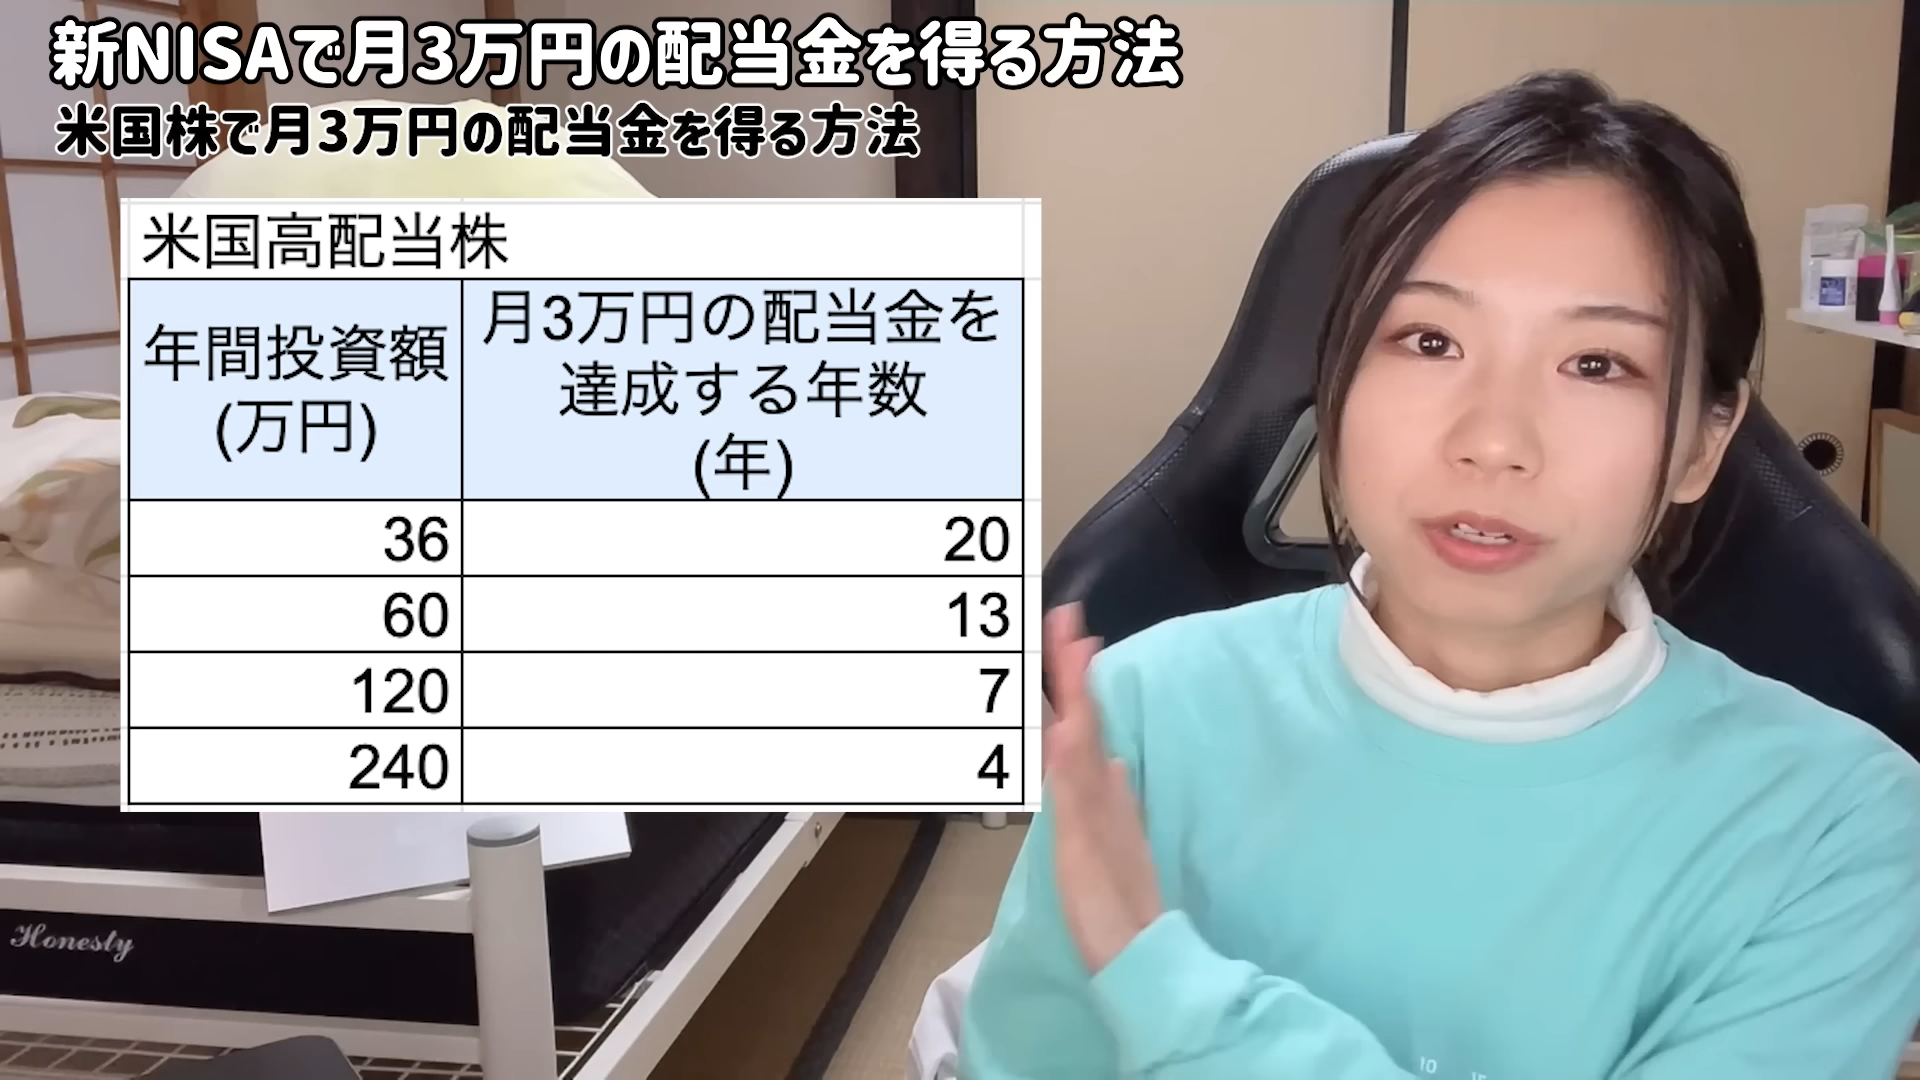 新NISAで月3万円の配当金を得る方法
米国株で月3万円の配当金を得る方法
米国高配当株
年間投資額
(万円)
月3万円の配当金を
達成する年数
(年)
36 20
60 13
120 7
240 4
Honesty
10